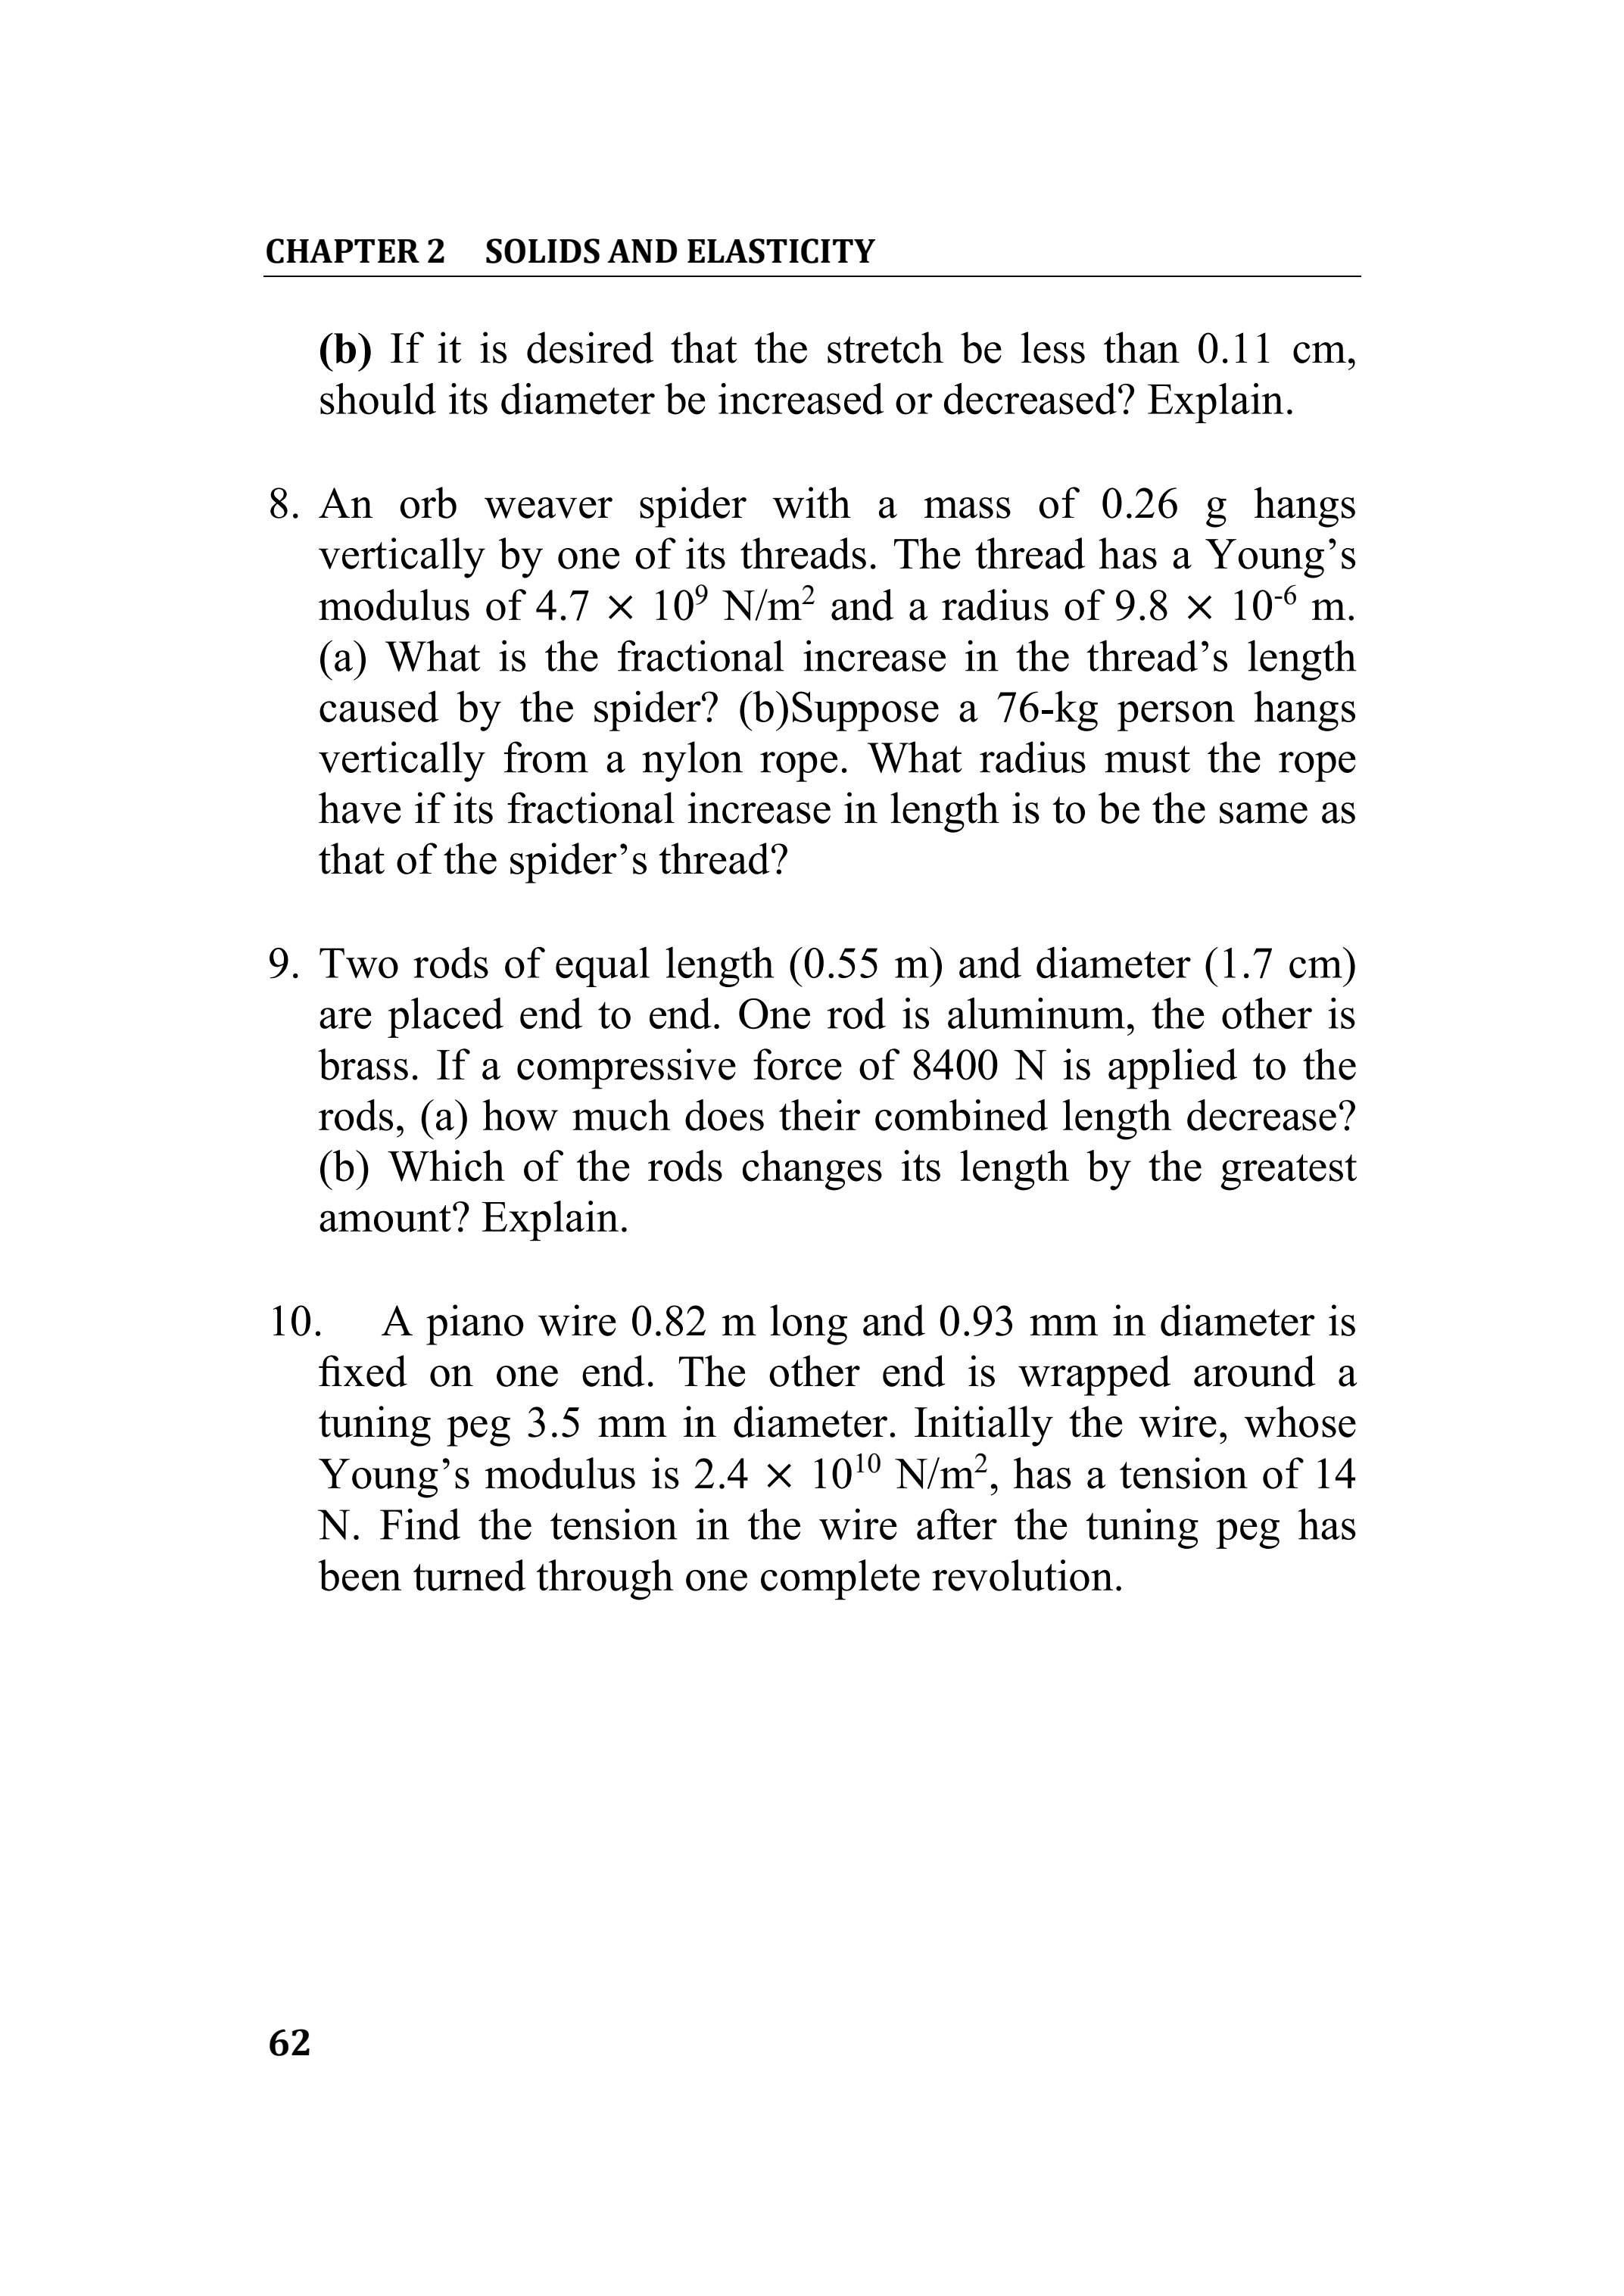 CHAPTER 2 SOLIDS AND ELASTICITY
(b) If it is desired that the stretch be less than 0.11 cm,
should its diameter be increased or decreased? Explain.
8. An orb weaver spider with a mass of 0.26 g hangs
vertically by one of its threads. The thread has a Young’s
modulus of 4.7 × 10⁹ N/m² and a radius of 9.8 × 10⁻⁶ m.
(a) What is the fractional increase in the thread’s length
caused by the spider? (b)Suppose a 76-kg person hangs
vertically from a nylon rope. What radius must the rope
have if its fractional increase in length is to be the same as
that of the spider’s thread?
9. Two rods of equal length (0.55 m) and diameter (1.7 cm)
are placed end to end. One rod is aluminum, the other is
brass. If a compressive force of 8400 N is applied to the
rods, (a) how much does their combined length decrease?
(b) Which of the rods changes its length by the greatest
amount? Explain.
10. A piano wire 0.82 m long and 0.93 mm in diameter is
fixed on one end. The other end is wrapped around a
tuning peg 3.5 mm in diameter. Initially the wire, whose
Young’s modulus is 2.4 × 10¹⁰ N/m², has a tension of 14
N. Find the tension in the wire after the tuning peg has
been turned through one complete revolution.
62